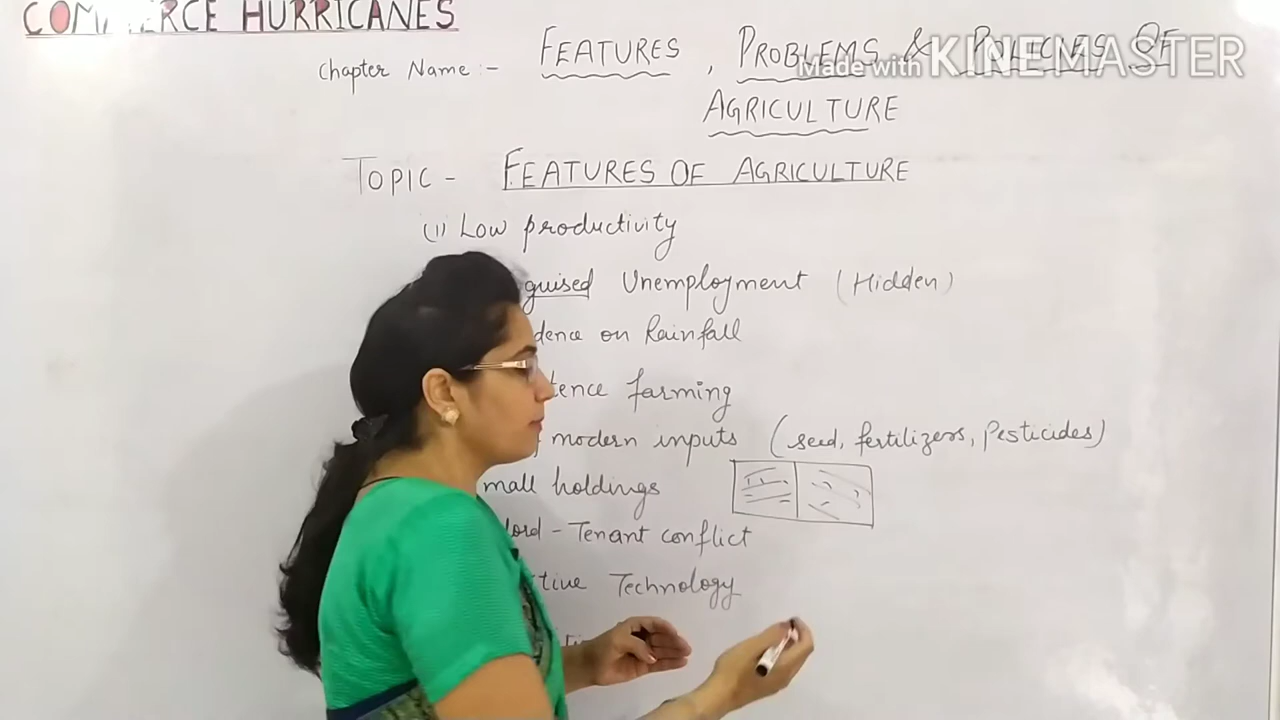 COMMERCE HURRICANES
Chapter Name :- FEATURES, PROBLEMS & POLICIES OF
AGRICULTURE
Made with KINEMASTER
TOPIC - FEATURES OF AGRICULTURE
(1) Low productivity
guised Unemployment (Hidden)
dence on Rainfall
tence farming
modern inputs (seed, fertilizers, Pesticides)
mall holdings
lord - Tenant conflict
tive Technology